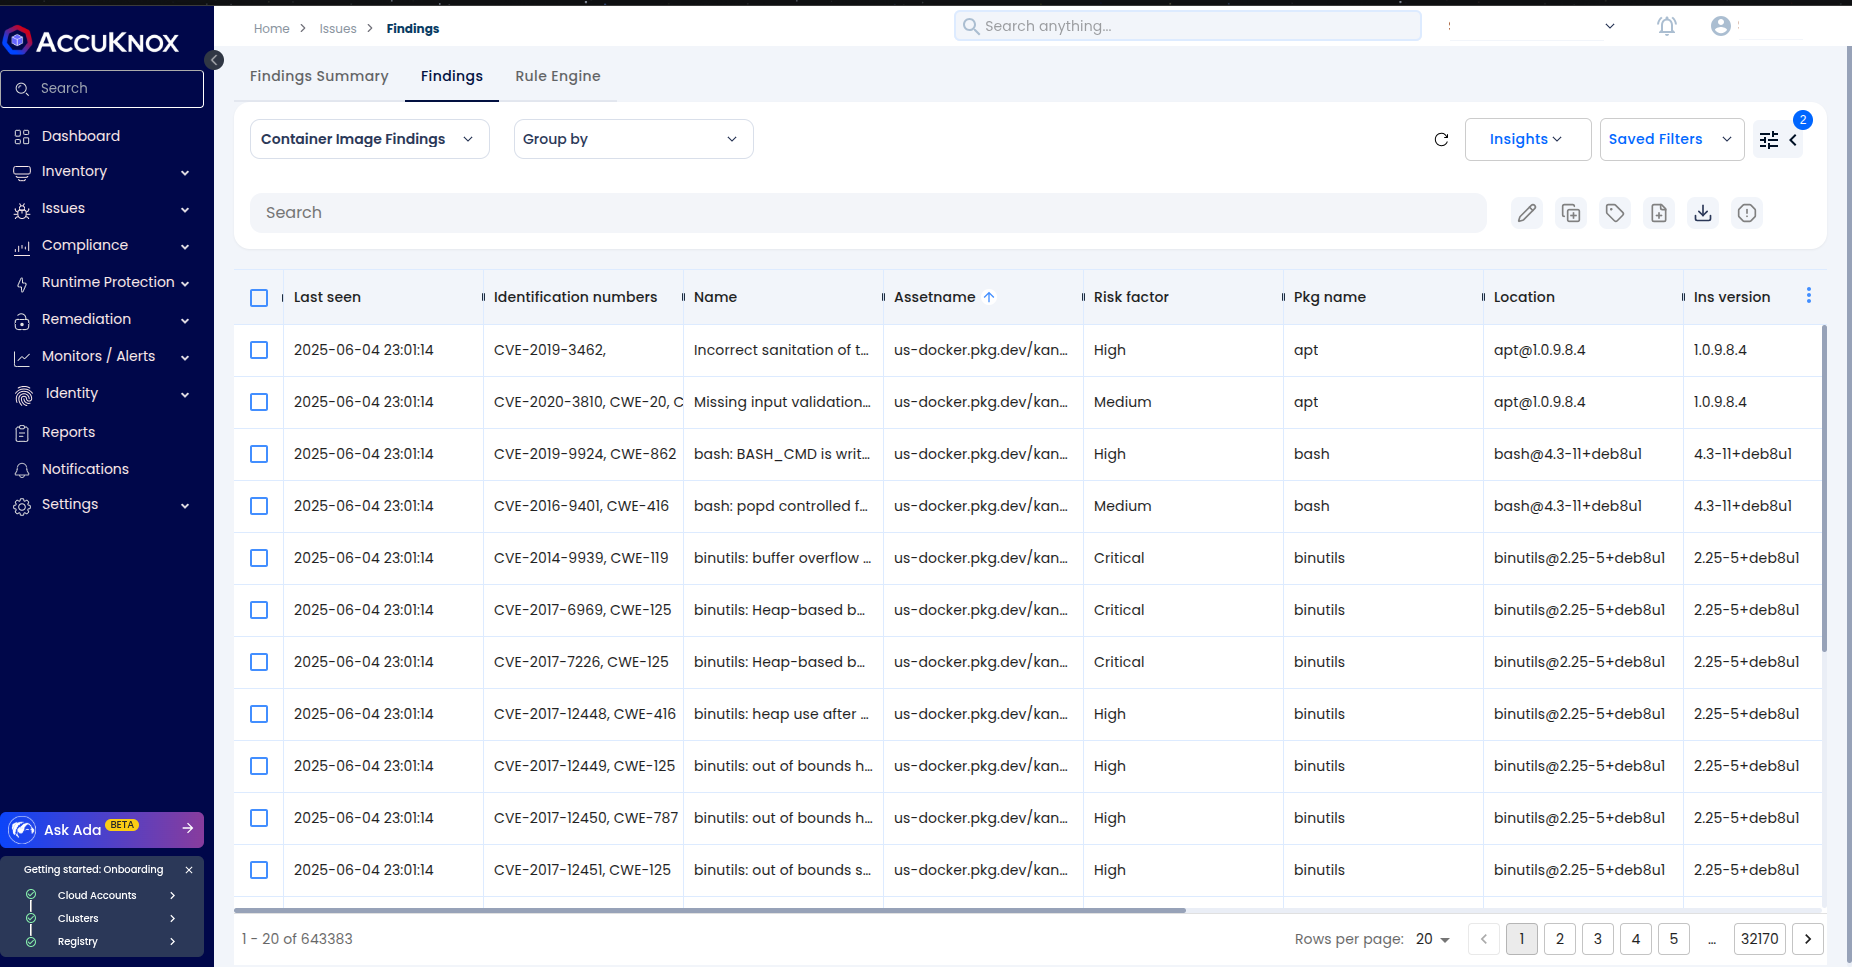 ACCUKNOX
Search
Dashboard
Inventory
Issues
Compliance
Runtime Protection
Remediation
Monitors / Alerts
Identity
Reports
Notifications
Settings
Ask Ada BETA
Getting started: Onboarding
Cloud Accounts
Clusters
Registry
Home Issues Findings
Search anything...
Findings Summary Findings Rule Engine
Container Image Findings Group by Insights Saved Filters 2
Search
Last seen Identification numbers Name Assetname Risk factor Pkg name Location Ins version
2025-06-04 23:01:14 CVE-2019-3462, Incorrect sanitation of t... us-docker.pkg.dev/kan... High apt apt@1.0.9.8.4 1.0.9.8.4
2025-06-04 23:01:14 CVE-2020-3810, CWE-20, C Missing input validation... us-docker.pkg.dev/kan... Medium apt apt@1.0.9.8.4 1.0.9.8.4
2025-06-04 23:01:14 CVE-2019-9924, CWE-862 bash: BASH_CMD is writ... us-docker.pkg.dev/kan... High bash bash@4.3-11+deb8u1 4.3-11+deb8u1
2025-06-04 23:01:14 CVE-2016-9401, CWE-416 bash: popd controlled f... us-docker.pkg.dev/kan... Medium bash bash@4.3-11+deb8u1 4.3-11+deb8u1
2025-06-04 23:01:14 CVE-2014-9939, CWE-119 binutils: buffer overflow ... us-docker.pkg.dev/kan... Critical binutils binutils@2.25-5+deb8u1 2.25-5+deb8u1
2025-06-04 23:01:14 CVE-2017-6969, CWE-125 binutils: Heap-based b... us-docker.pkg.dev/kan... Critical binutils binutils@2.25-5+deb8u1 2.25-5+deb8u1
2025-06-04 23:01:14 CVE-2017-7226, CWE-125 binutils: Heap-based b... us-docker.pkg.dev/kan... Critical binutils binutils@2.25-5+deb8u1 2.25-5+deb8u1
2025-06-04 23:01:14 CVE-2017-12448, CWE-416 binutils: heap use after ... us-docker.pkg.dev/kan... High binutils binutils@2.25-5+deb8u1 2.25-5+deb8u1
2025-06-04 23:01:14 CVE-2017-12449, CWE-125 binutils: out of bounds h... us-docker.pkg.dev/kan... High binutils binutils@2.25-5+deb8u1 2.25-5+deb8u1
2025-06-04 23:01:14 CVE-2017-12450, CWE-787 binutils: out of bounds h... us-docker.pkg.dev/kan... High binutils binutils@2.25-5+deb8u1 2.25-5+deb8u1
2025-06-04 23:01:14 CVE-2017-12451, CWE-125 binutils: out of bounds s... us-docker.pkg.dev/kan... High binutils binutils@2.25-5+deb8u1 2.25-5+deb8u1
1 - 20 of 643383 Rows per page: 20 1 2 3 4 5 ... 32170